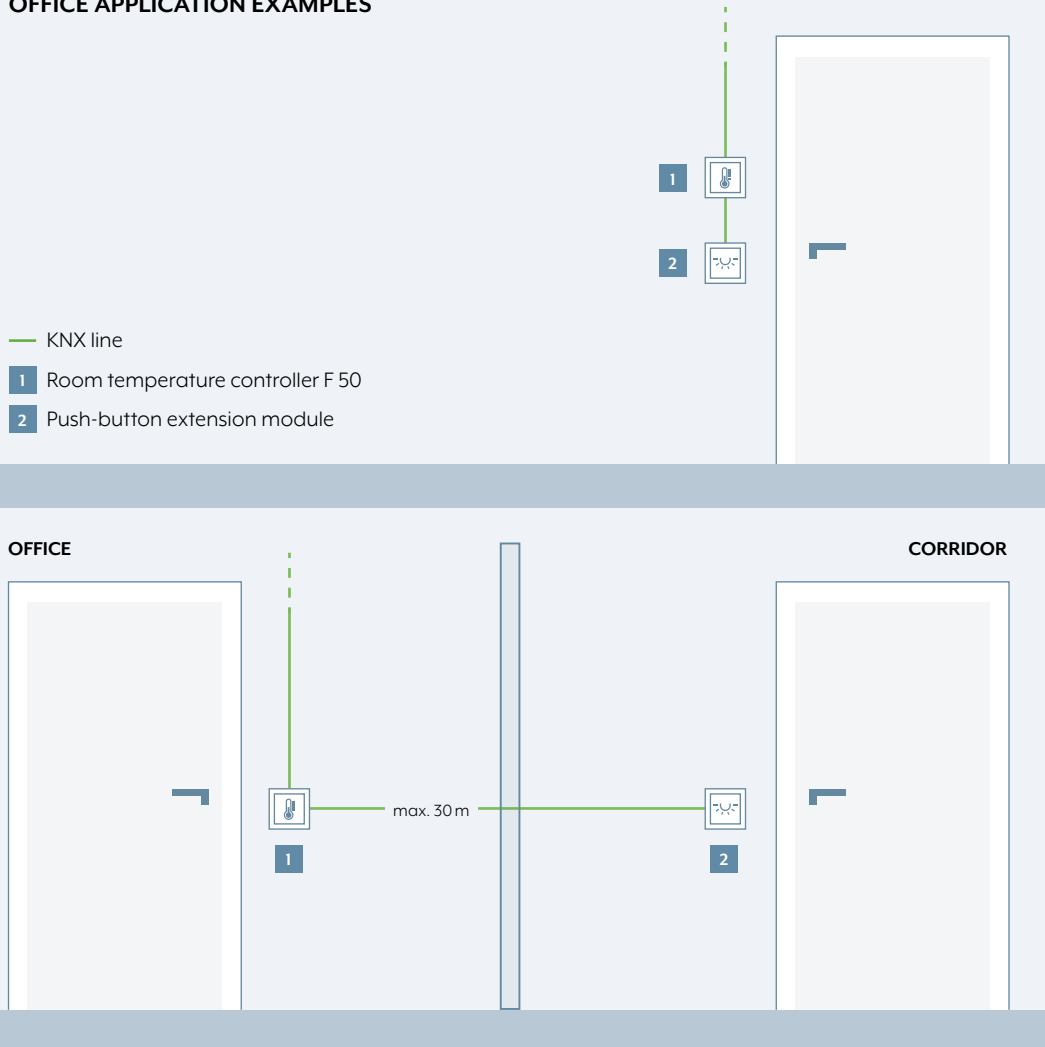 OFFICE APPLICATION EXAMPLES
1
2
KNX line
1 Room temperature controller F 50
2 Push-button extension module
OFFICE
CORRIDOR
max. 30 m
1
2